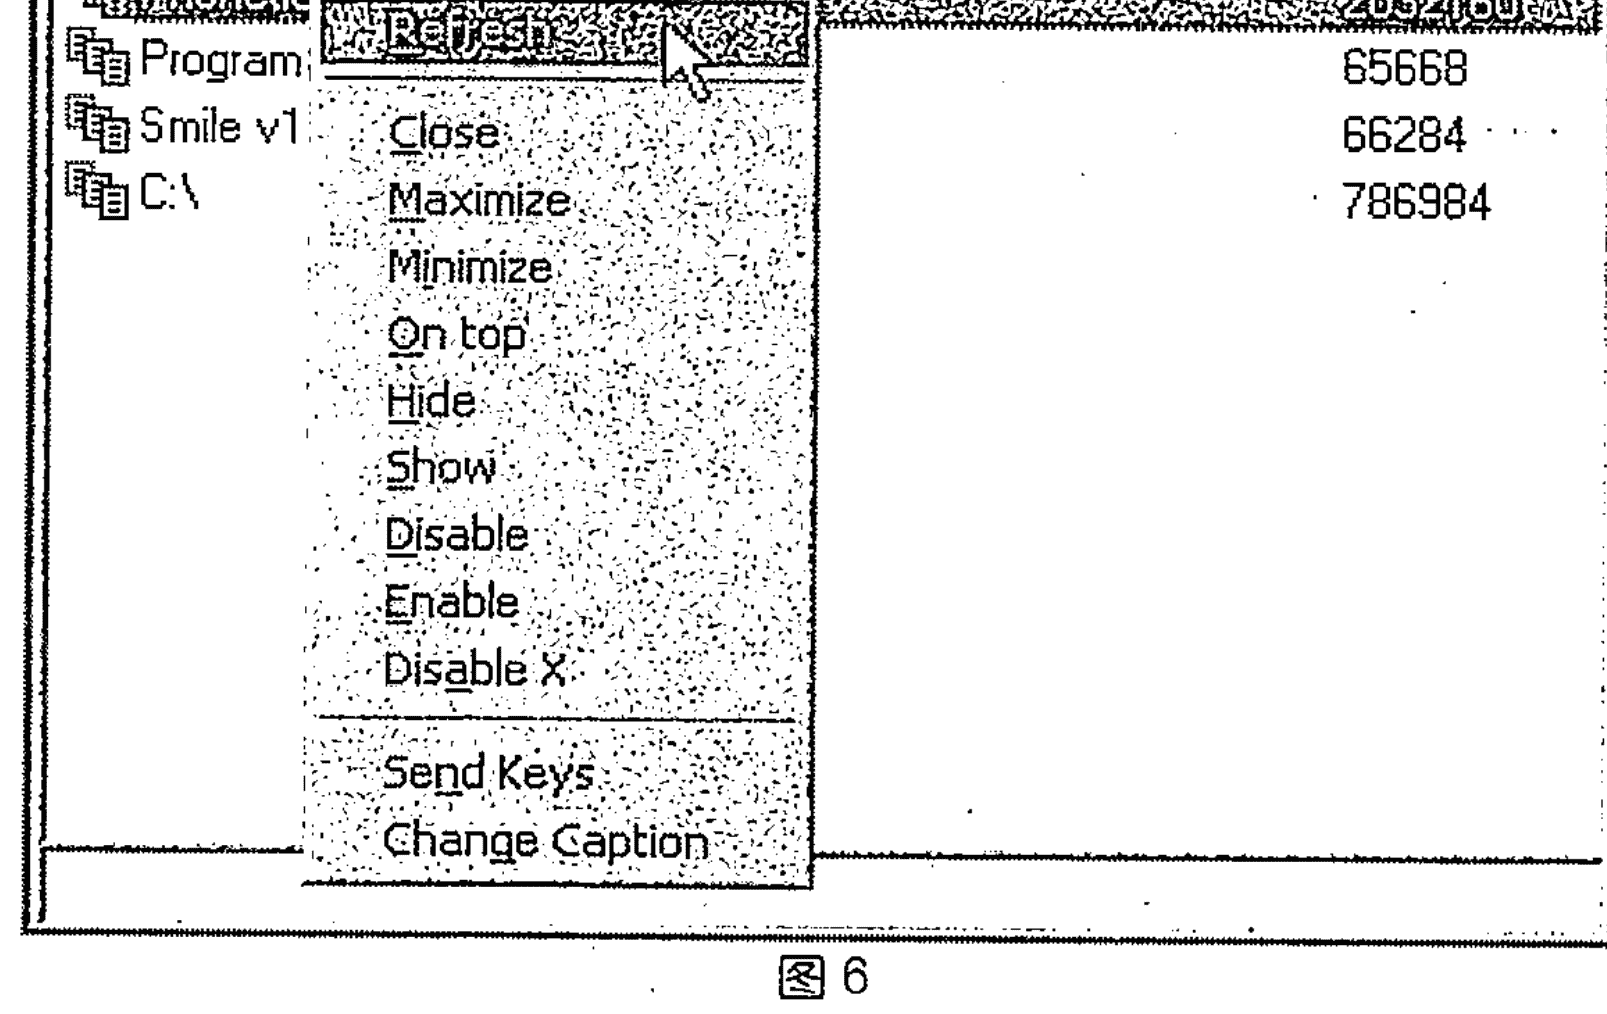 Refresh
Program 65668
Close
Smile v1 66284
Maximize
C:\ 786984
Minimize
On top
Hide
Show
Disable
Enable
Disable X
Send Keys
Change Caption
图 6